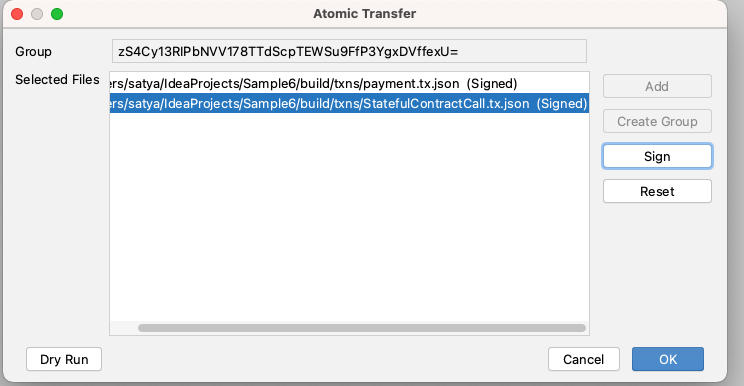 Atomic Transfer
Group
zS4Cy13RlPbNVV178TTdScpTEWSu9FfP3YgxDVffexU=
Selected Files
ers/satya/IdeaProjects/Sample6/build/txns/payment.tx.json (Signed)
ers/satya/IdeaProjects/Sample6/build/txns/StatefulContractCall.tx.json (Signed)
Add
Create Group
Sign
Reset
Dry Run
Cancel
OK